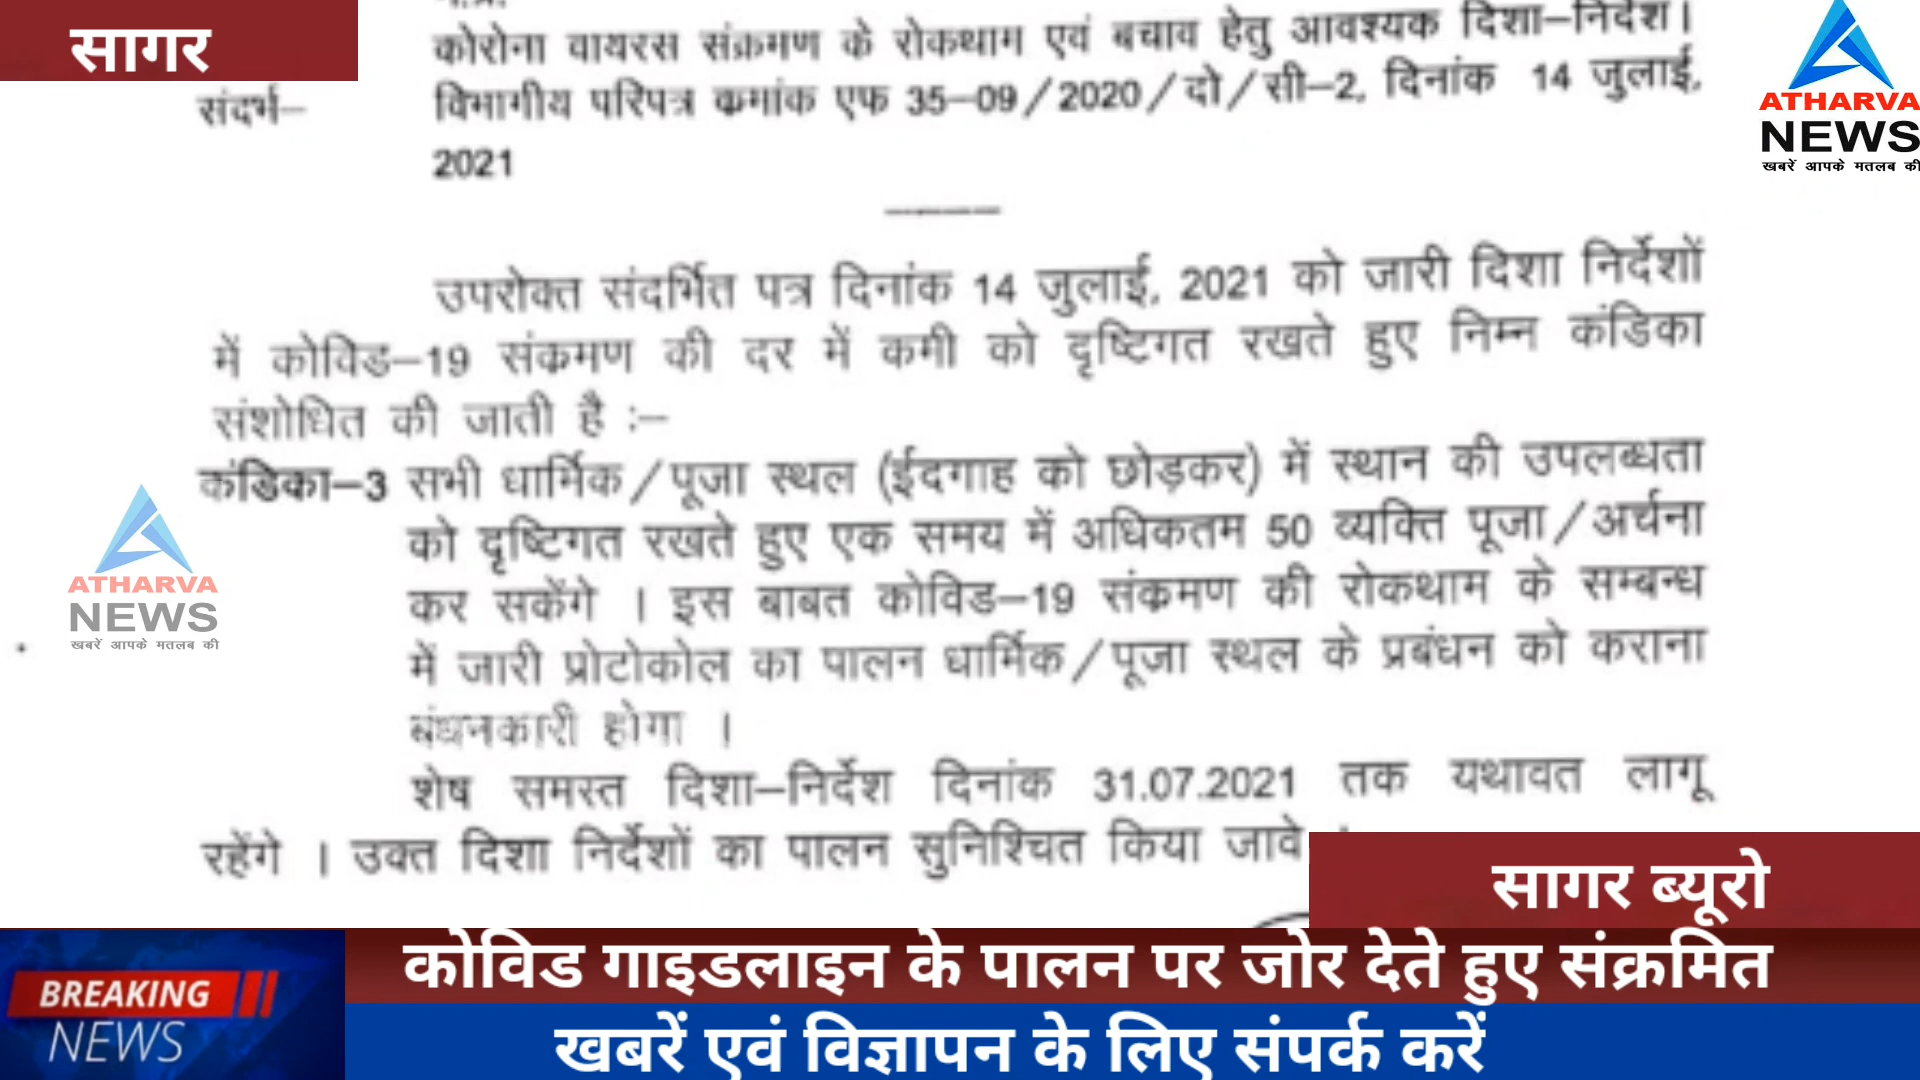 सागर
कोरोना वायरस संक्रमण के रोकथाम एवं बचाव हेतु आवश्यक दिशा–निर्देश।
संदर्भ–
विभागीय परिपत्र क्रमांक एफ 35–09/2020/दो/सी–2, दिनांक 14 जुलाई,
2021
ATHARVA
NEWS
खबरें आपके मतलब की
उपरोक्त संदर्भित पत्र दिनांक 14 जुलाई, 2021 को जारी दिशा निर्देशों
में कोविड–19 संक्रमण की दर में कमी को दृष्टिगत रखते हुए निम्न कंडिका
संशोधित की जाती है :–
कंडिका–3 सभी धार्मिक/पूजा स्थल (ईदगाह को छोड़कर) में स्थान की उपलब्धता
को दृष्टिगत रखते हुए एक समय में अधिकतम 50 व्यक्ति पूजा/अर्चना
कर सकेंगे । इस बाबत कोविड–19 संक्रमण की रोकथाम के सम्बन्ध
में जारी प्रोटोकोल का पालन धार्मिक/पूजा स्थल के प्रबंधन को कराना
बंधनकारी होगा ।
ATHARVA
NEWS
खबरें आपके मतलब की
शेष समस्त दिशा–निर्देश दिनांक 31.07.2021 तक यथावत लागू
रहेंगे । उक्त दिशा निर्देशों का पालन सुनिश्चित किया जावे
सागर ब्यूरो
कोविड गाइडलाइन के पालन पर जोर देते हुए संक्रमित
BREAKING
NEWS
खबरें एवं विज्ञापन के लिए संपर्क करें